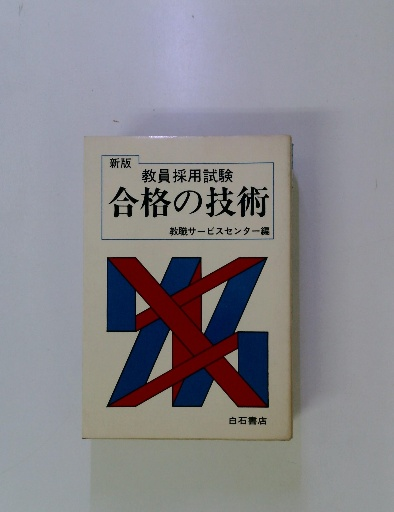 新版
教員採用試験
合格の技術
教職サービスセンター編
白石書店